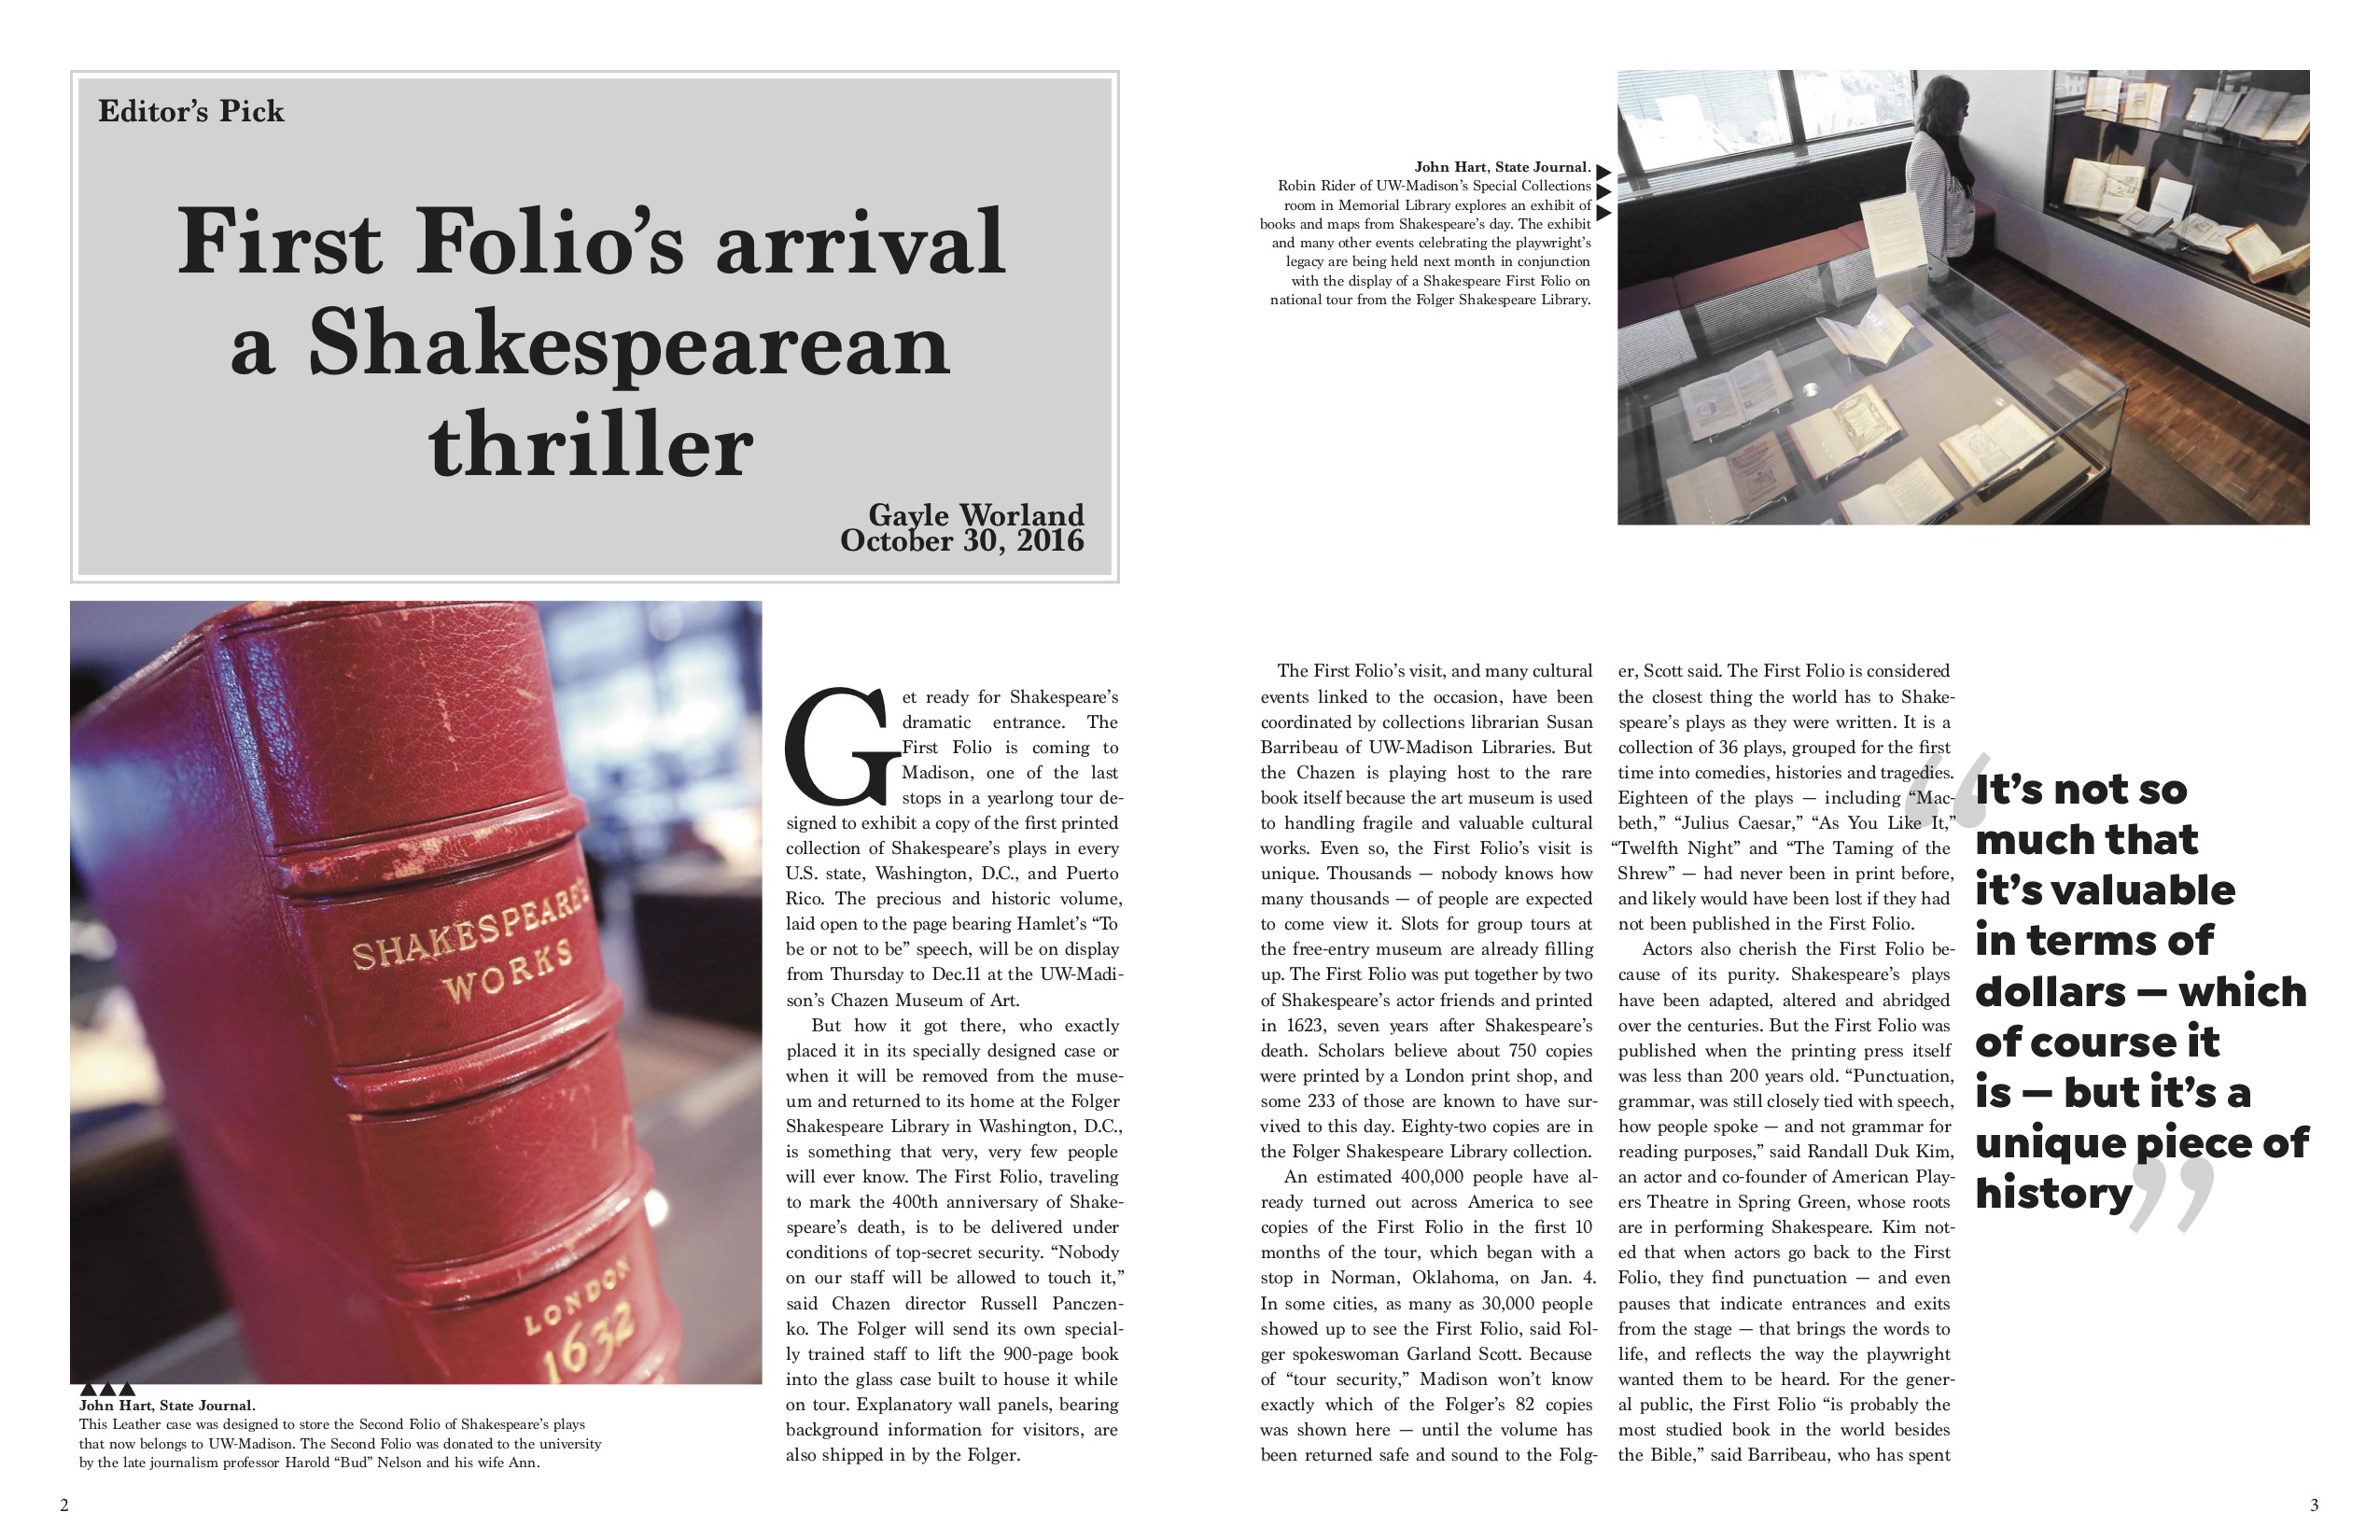 Editor’s Pick
First Folio’s arrival
a Shakespearean
thriller
Gayle Worland
October 30, 2016
SHAKESPEARE'S
WORKS
LONDON
1632
▲▲▲
John Hart, State Journal.
This Leather case was designed to store the Second Folio of Shakespeare’s plays
that now belongs to UW-Madison. The Second Folio was donated to the university
by the late journalism professor Harold “Bud” Nelson and his wife Ann.
Get ready for Shakespeare’s
dramatic entrance. The
First Folio is coming to
Madison, one of the last
stops in a yearlong tour de-
signed to exhibit a copy of the first printed
collection of Shakespeare’s plays in every
U.S. state, Washington, D.C., and Puerto
Rico. The precious and historic volume,
laid open to the page bearing Hamlet’s “To
be or not to be” speech, will be on display
from Thursday to Dec.11 at the UW-Madi-
son’s Chazen Museum of Art.
But how it got there, who exactly
placed it in its specially designed case or
when it will be removed from the muse-
um and returned to its home at the Folger
Shakespeare Library in Washington, D.C.,
is something that very, very few people
will ever know. The First Folio, traveling
to mark the 400th anniversary of Shake-
speare’s death, is to be delivered under
conditions of top-secret security. “Nobody
on our staff will be allowed to touch it,”
said Chazen director Russell Panczen-
ko. The Folger will send its own special-
ly trained staff to lift the 900-page book
into the glass case built to house it while
on tour. Explanatory wall panels, bearing
background information for visitors, are
also shipped in by the Folger.
2
John Hart, State Journal.
Robin Rider of UW-Madison’s Special Collections
room in Memorial Library explores an exhibit of
books and maps from Shakespeare’s day. The exhibit
and many other events celebrating the playwright’s
legacy are being held next month in conjunction
with the display of a Shakespeare First Folio on
national tour from the Folger Shakespeare Library.
The First Folio’s visit, and many cultural
events linked to the occasion, have been
coordinated by collections librarian Susan
Barribeau of UW-Madison Libraries. But
the Chazen is playing host to the rare
book itself because the art museum is used
to handling fragile and valuable cultural
works. Even so, the First Folio’s visit is
unique. Thousands — nobody knows how
many thousands — of people are expected
to come view it. Slots for group tours at
the free-entry museum are already filling
up. The First Folio was put together by two
of Shakespeare’s actor friends and printed
in 1623, seven years after Shakespeare’s
death. Scholars believe about 750 copies
were printed by a London print shop, and
some 233 of those are known to have sur-
vived to this day. Eighty-two copies are in
the Folger Shakespeare Library collection.
An estimated 400,000 people have al-
ready turned out across America to see
copies of the First Folio in the first 10
months of the tour, which began with a
stop in Norman, Oklahoma, on Jan. 4.
In some cities, as many as 30,000 people
showed up to see the First Folio, said Fol-
ger spokeswoman Garland Scott. Because
of “tour security,” Madison won’t know
exactly which of the Folger’s 82 copies
was shown here — until the volume has
been returned safe and sound to the Folg-
er, Scott said. The First Folio is considered
the closest thing the world has to Shake-
speare’s plays as they were written. It is a
collection of 36 plays, grouped for the first
time into comedies, histories and tragedies.
Eighteen of the plays — including “Mac-
beth,” “Julius Caesar,” “As You Like It,”
“Twelfth Night” and “The Taming of the
Shrew” — had never been in print before,
and likely would have been lost if they had
not been published in the First Folio.
Actors also cherish the First Folio be-
cause of its purity. Shakespeare’s plays
have been adapted, altered and abridged
over the centuries. But the First Folio was
published when the printing press itself
was less than 200 years old. “Punctuation,
grammar, was still closely tied with speech,
how people spoke — and not grammar for
reading purposes,” said Randall Duk Kim,
an actor and co-founder of American Play-
ers Theatre in Spring Green, whose roots
are in performing Shakespeare. Kim not-
ed that when actors go back to the First
Folio, they find punctuation — and even
pauses that indicate entrances and exits
from the stage — that brings the words to
life, and reflects the way the playwright
wanted them to be heard. For the gener-
al public, the First Folio “is probably the
most studied book in the world besides
the Bible,” said Barribeau, who has spent
“It’s not so
much that
it’s valuable
in terms of
dollars — which
of course it
is — but it’s a
unique piece of
history”
3